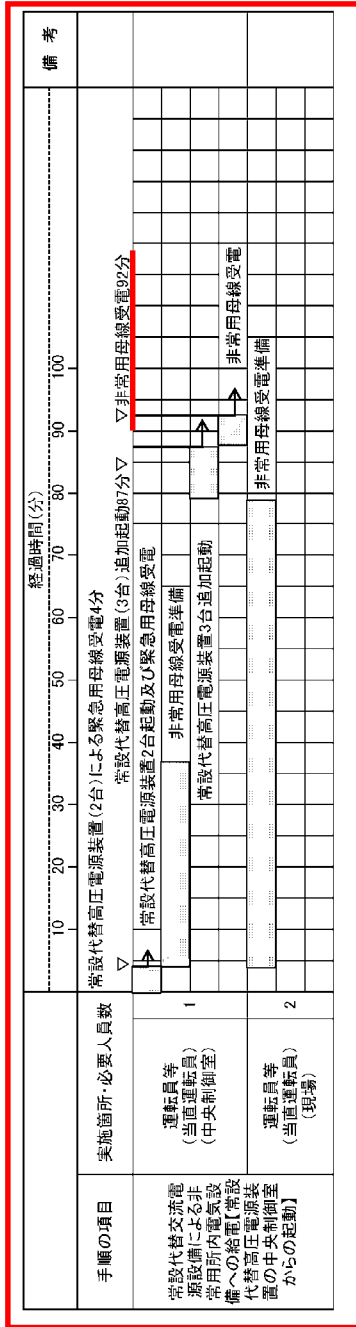 手順の項目
実施箇所・必要人員数
経過時間(分)
備考
10 20 30 40 50 60 70 80 90 100
常設代替高圧電源装置(2台)による緊急用母線受電4分
常設代替高圧電源装置(3台)追加起動87分
▽ ▽ ▽非常用母線受電92分
常設代替交流電
源設備による非
常用所内電気設
備への給電【常設
代替高圧電源装
置の中央制御室
からの起動】
運転員等
(当直運転員)
(中央制御室)
1
常設代替高圧電源装置2台起動及び緊急用母線受電
非常用母線受電準備
常設代替高圧電源装置3台追加起動
非常用母線受電
運転員等
(当直運転員)
(現場)
2
非常用母線受電準備